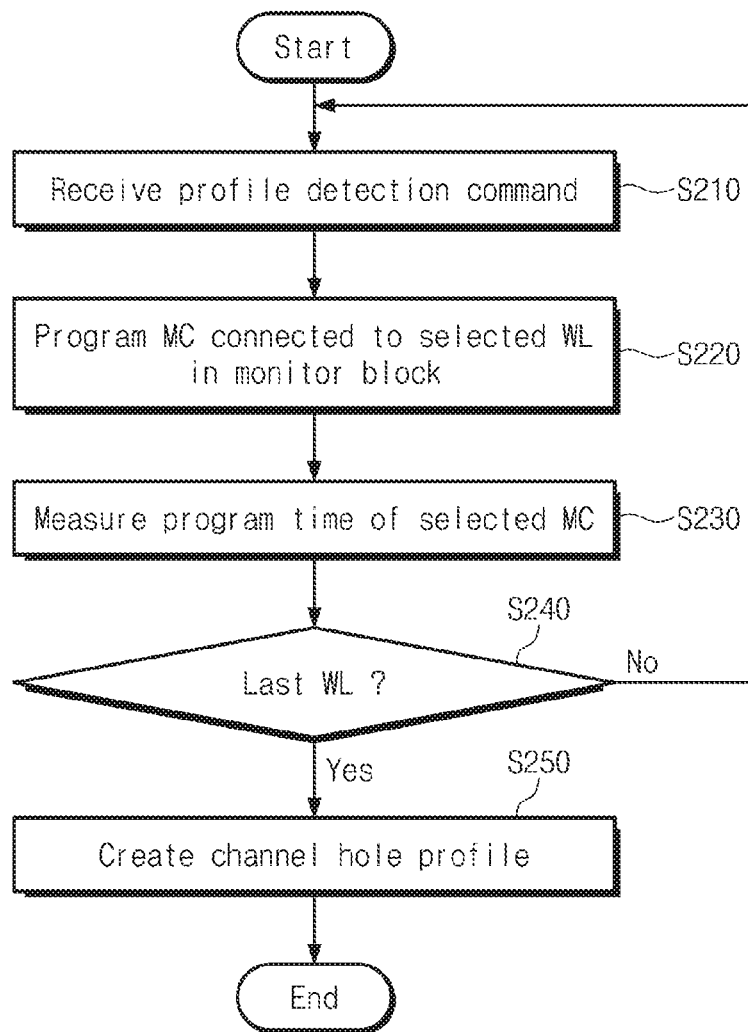 Start
Receive profile detection command
S210
Program MC connected to selected WL
in monitor block
S220
Measure program time of selected MC
S230
S240
Last WL ?
No
Yes
S250
Create channel hole profile
End